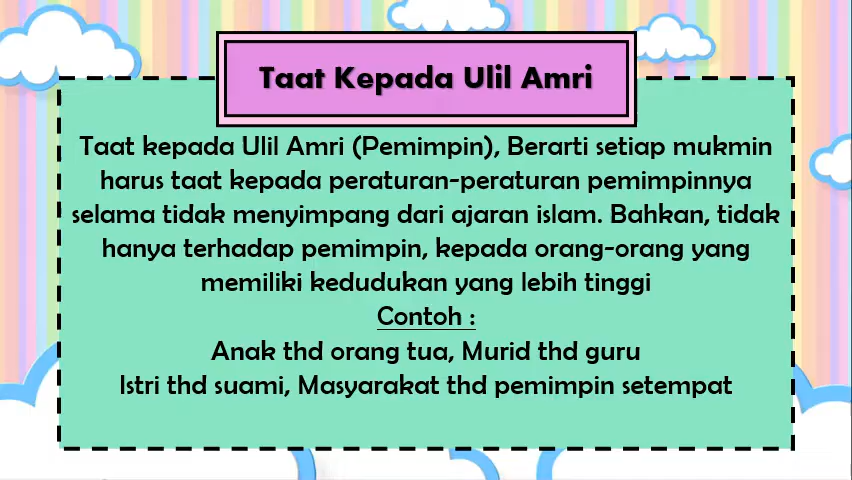 Taat Kepada Ulil Amri
Taat kepada Ulil Amri (Pemimpin), Berarti setiap mukmin
harus taat kepada peraturan-peraturan pemimpinnya
selama tidak menyimpang dari ajaran islam. Bahkan, tidak
hanya terhadap pemimpin, kepada orang-orang yang
memiliki kedudukan yang lebih tinggi
Contoh :
Anak thd orang tua, Murid thd guru
Istri thd suami, Masyarakat thd pemimpin setempat